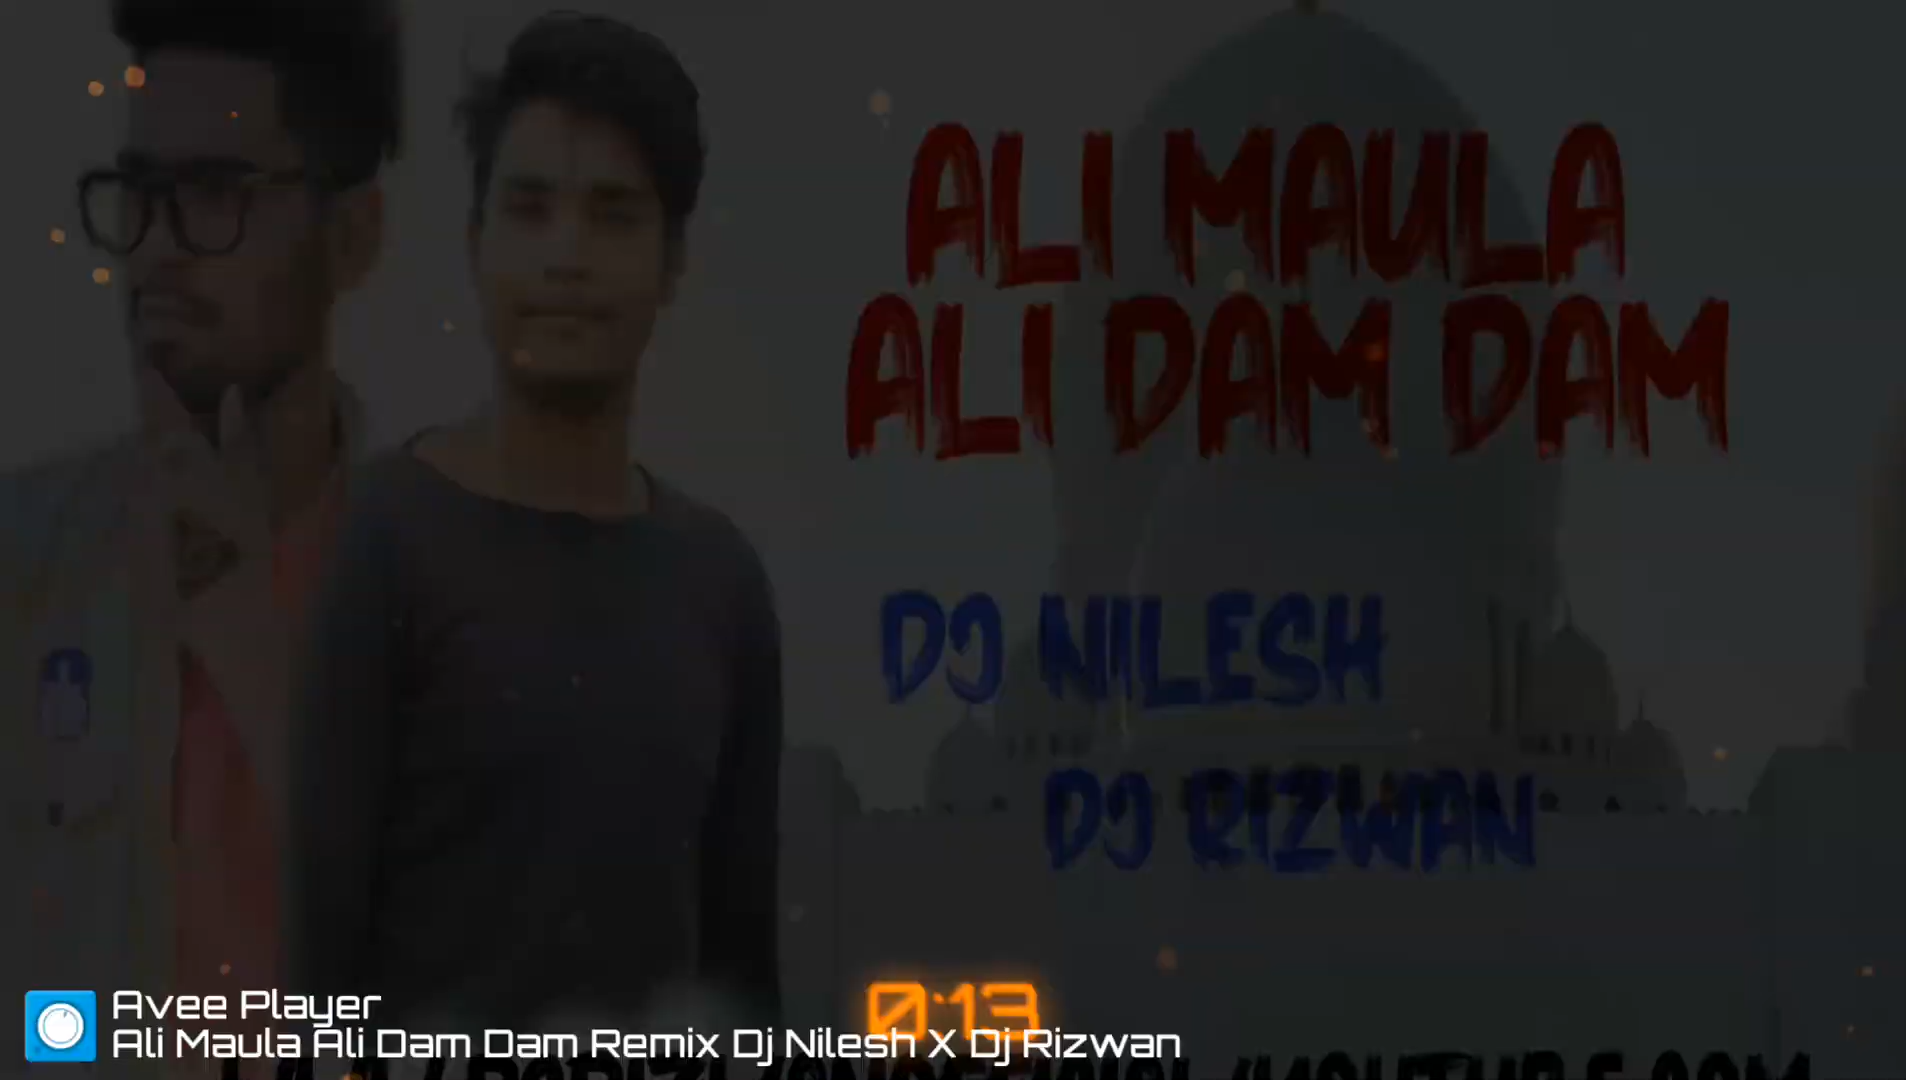 ALI MAULA
ALI DAM DAM
DJ NILESH
DJ RIZWAN
0:13
Avee Player
Ali Maula Ali Dam Dam Remix Dj Nilesh X Dj Rizwan